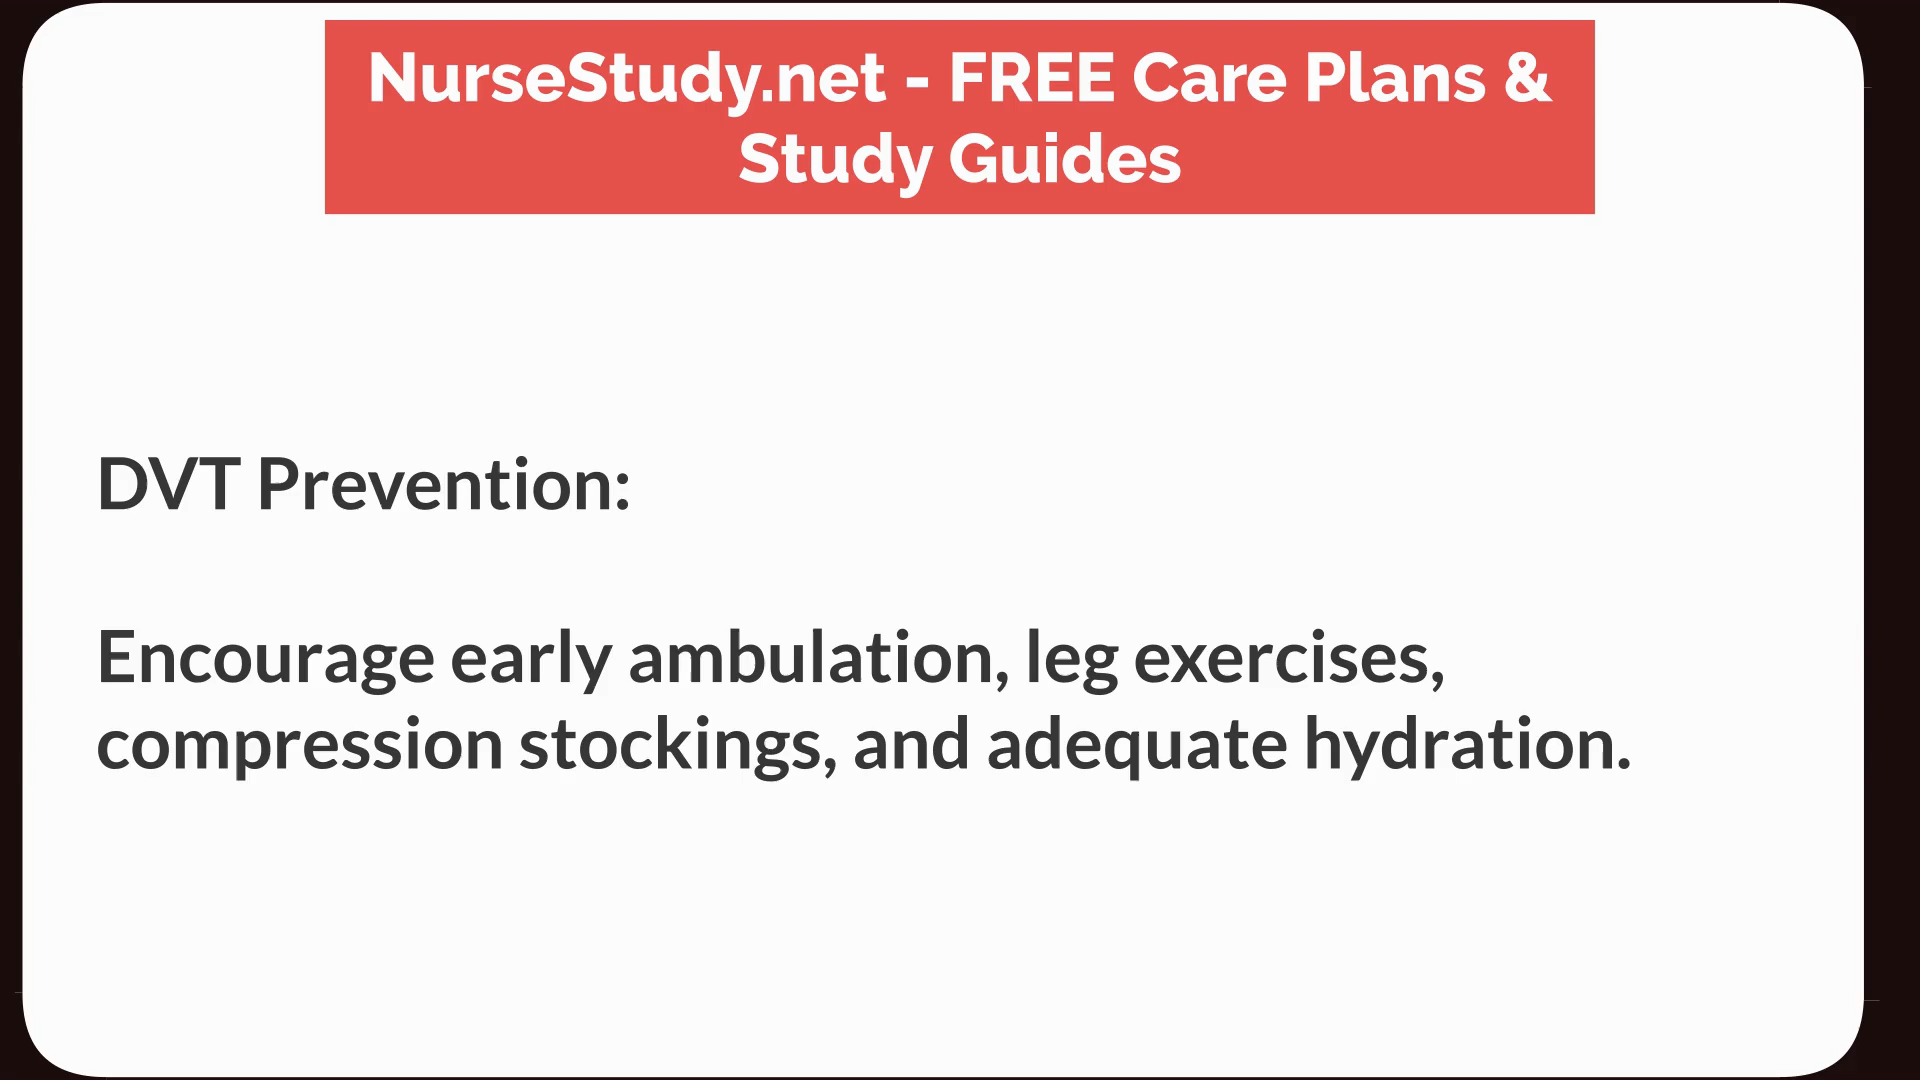 NurseStudy.net - FREE Care Plans &
Study Guides
DVT Prevention:
Encourage early ambulation, leg exercises,
compression stockings, and adequate hydration.